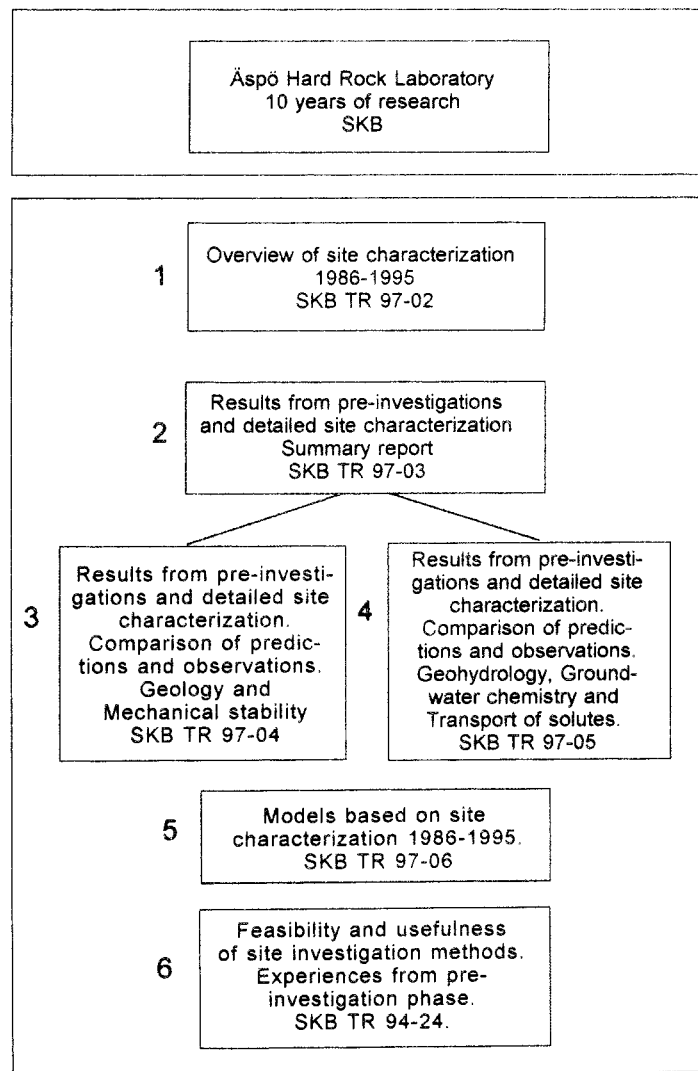 Äspö Hard Rock Laboratory
10 years of research
SKB
1
Overview of site characterization
1986-1995
SKB TR 97-02
2
Results from pre-investigations
and detailed site characterization
Summary report
SKB TR 97-03
3
Results from pre-investi-
gations and detailed site
characterization.
Comparison of predic-
tions and observations.
Geology and
Mechanical stability
SKB TR 97-04
4
Results from pre-investi-
gations and detailed site
characterization.
Comparison of predic-
tions and observations.
Geohydrology, Ground-
water chemistry and
Transport of solutes.
SKB TR 97-05
5
Models based on site
characterization 1986-1995.
SKB TR 97-06
6
Feasibility and usefulness
of site investigation methods.
Experiences from pre-
investigation phase.
SKB TR 94-24.